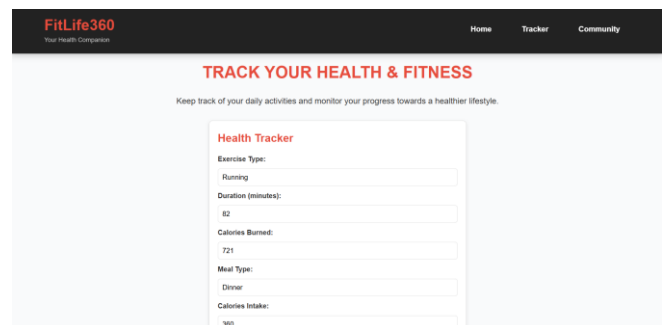 FitLife360
Your Health Companion
Home Tracker Community
TRACK YOUR HEALTH & FITNESS
Keep track of your daily activities and monitor your progress towards a healthier lifestyle.
Health Tracker
Exercise Type:
Running
Duration (minutes):
82
Calories Burned:
721
Meal Type:
Dinner
Calories Intake:
360